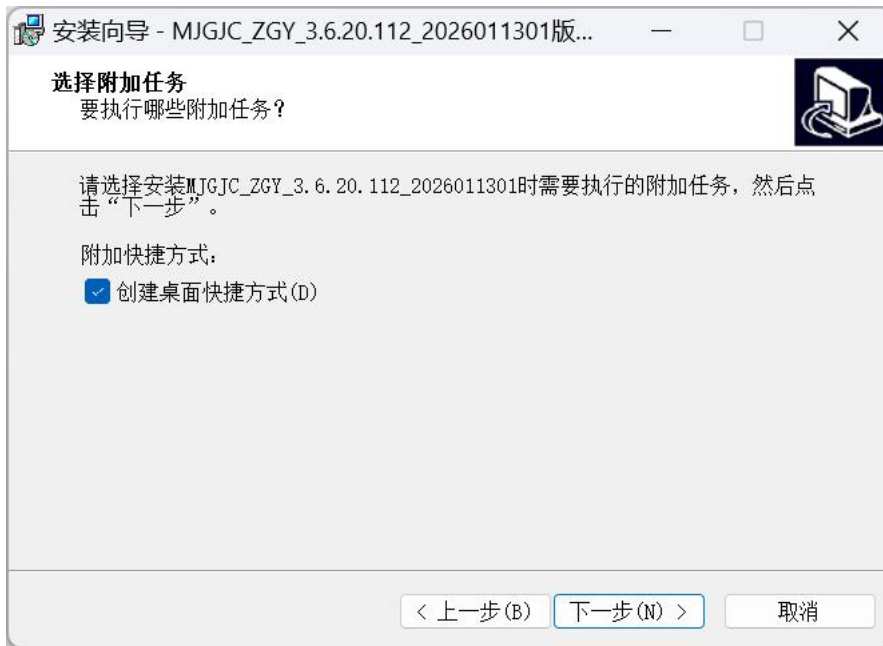 安装向导 - MJGJC_ZGY_3.6.20.112_2026011301版...
选择附加任务
要执行哪些附加任务？
请选择安装MJGJC_ZGY_3.6.20.112_2026011301时需要执行的附加任务，然后点
击“下一步”。
附加快捷方式：
创建桌面快捷方式(D)
< 上一步(B) 下一步(N) > 取消